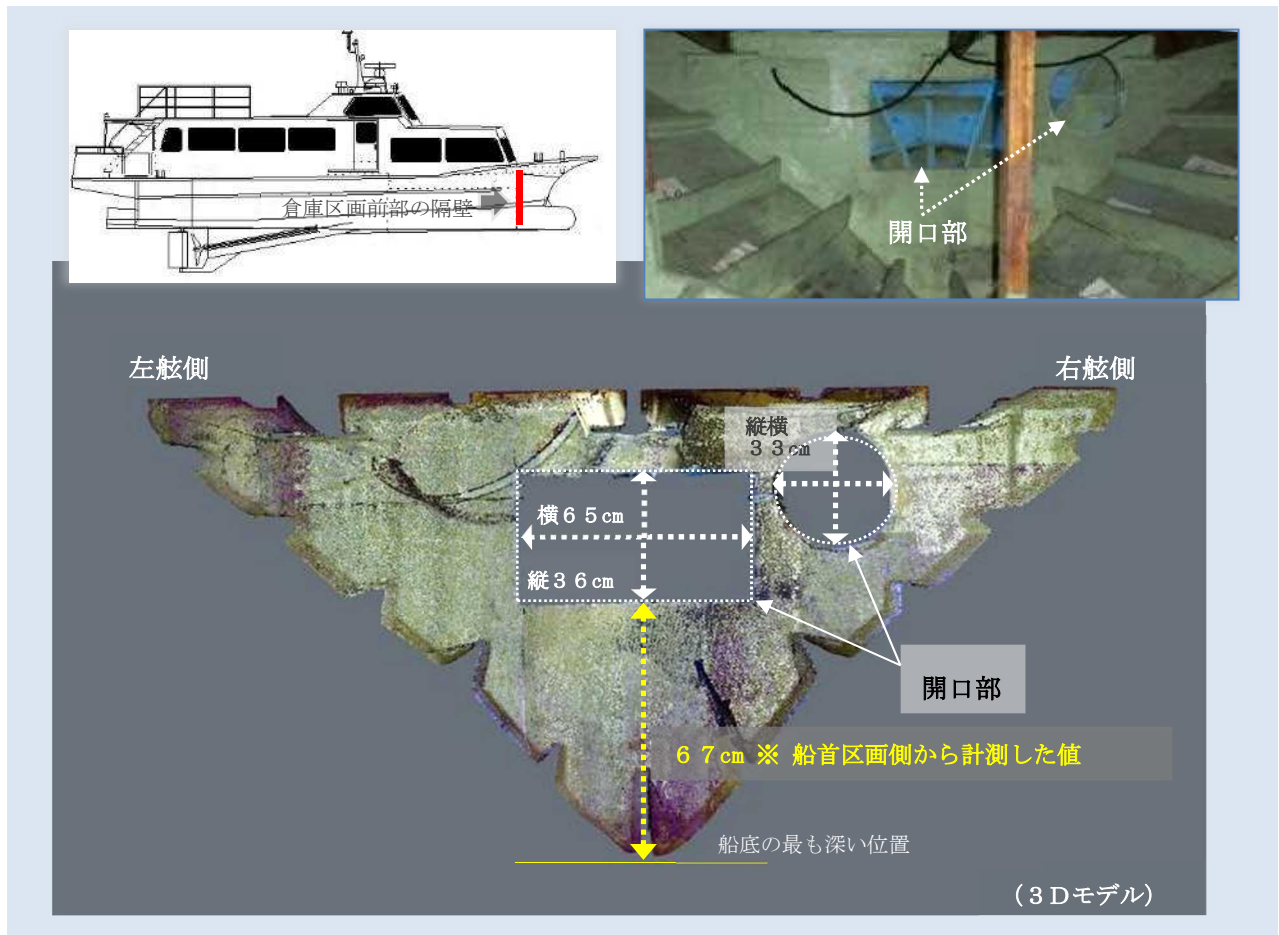 倉庫区画前部の隔壁
開口部
左舷側
右舷側
縦横
３３㎝
横６５㎝
縦３６㎝
開口部
６７㎝ ※ 船首区画側から計測した値
船底の最も深い位置
（３Ｄモデル）